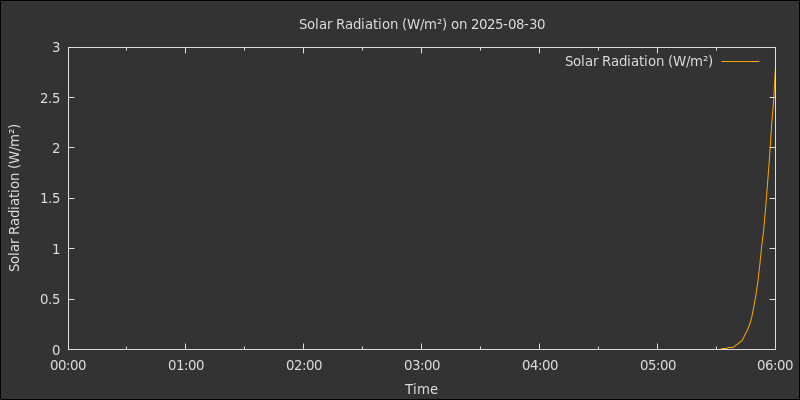 Solar Radiation (W/m²) on 2025-08-30
Solar Radiation (W/m²)
3
2.5
2
1.5
1
0.5
0
Solar Radiation (W/m²)
00:00 01:00 02:00 03:00 04:00 05:00 06:00
Time